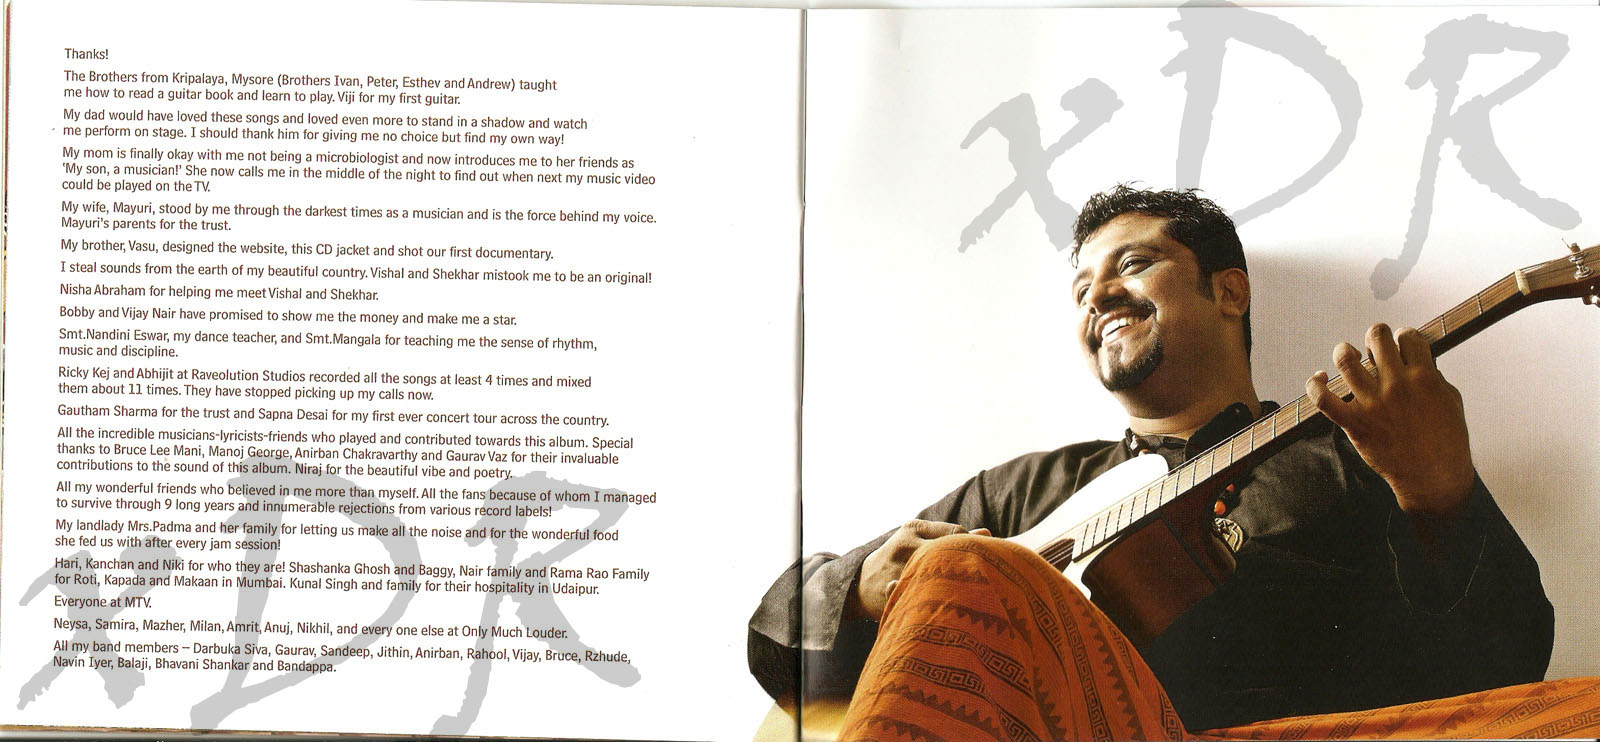 Thanks!
The Brothers from Kripalaya, Mysore (Brothers Ivan, Peter, Esthev and Andrew) taught
me how to read a guitar book and learn to play. Viji for my first guitar.
My dad would have loved these songs and loved even more to stand in a shadow and watch
me perform on stage. I should thank him for giving me no choice but find my own way!
My mom is finally okay with me not being a microbiologist and now introduces me to her friends as
'My son, a musician!' She now calls me in the middle of the night to find out when next my music video
could be played on the TV.
My wife, Mayuri, stood by me through the darkest times as a musician and is the force behind my voice.
Mayuri's parents for the trust.
My brother, Vasu, designed the website, this CD jacket and shot our first documentary.
I steal sounds from the earth of my beautiful country. Vishal and Shekhar mistook me to be an original!
Nisha Abraham for helping me meet Vishal and Shekhar.
Bobby and Vijay Nair have promised to show me the money and make me a star.
Smt.Nandini Eswar, my dance teacher, and Smt.Mangala for teaching me the sense of rhythm,
music and discipline.
Ricky Kej and Abhijit at Raveolution Studios recorded all the songs at least 4 times and mixed
them about 11 times. They have stopped picking up my calls now.
Gautham Sharma for the trust and Sapna Desai for my first ever concert tour across the country.
All the incredible musicians-lyricists-friends who played and contributed towards this album. Special
thanks to Bruce Lee Mani, Manoj George, Anirban Chakravarthy and Gaurav Vaz for their invaluable
contributions to the sound of this album. Niraj for the beautiful vibe and poetry.
All my wonderful friends who believed in me more than myself. All the fans because of whom I managed
to survive through 9 long years and innumerable rejections from various record labels!
My landlady Mrs.Padma and her family for letting us make all the noise and for the wonderful food
she fed us with after every jam session!
Hari, Kanchan and Niki for who they are! Shashanka Ghosh and Baggy, Nair family and Rama Rao Family
for Roti, Kapada and Makaan in Mumbai. Kunal Singh and family for their hospitality in Udaipur.
Everyone at MTV.
Neysa, Samira, Mazher, Milan, Amrit, Anuj, Nikhil, and every one else at Only Much Louder.
All my band members – Darbuka Siva, Gaurav, Sandeep, Jithin, Anirban, Rahool, Vijay, Bruce, Rzhude,
Navin Iyer, Balaji, Bhavani Shankar and Bandappa.
xDR
xDR